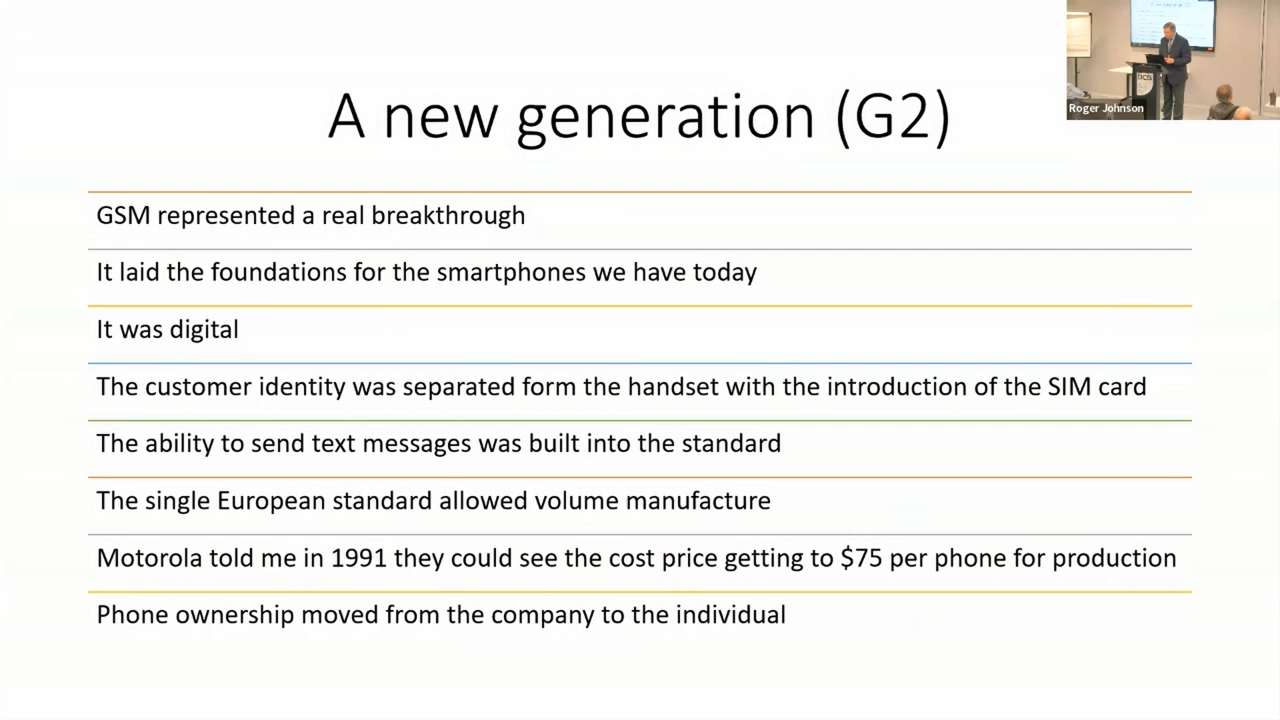 A new generation (G2)
GSM represented a real breakthrough
It laid the foundations for the smartphones we have today
It was digital
The customer identity was separated form the handset with the introduction of the SIM card
The ability to send text messages was built into the standard
The single European standard allowed volume manufacture
Motorola told me in 1991 they could see the cost price getting to $75 per phone for production
Phone ownership moved from the company to the individual
bcs
Roger Johnson